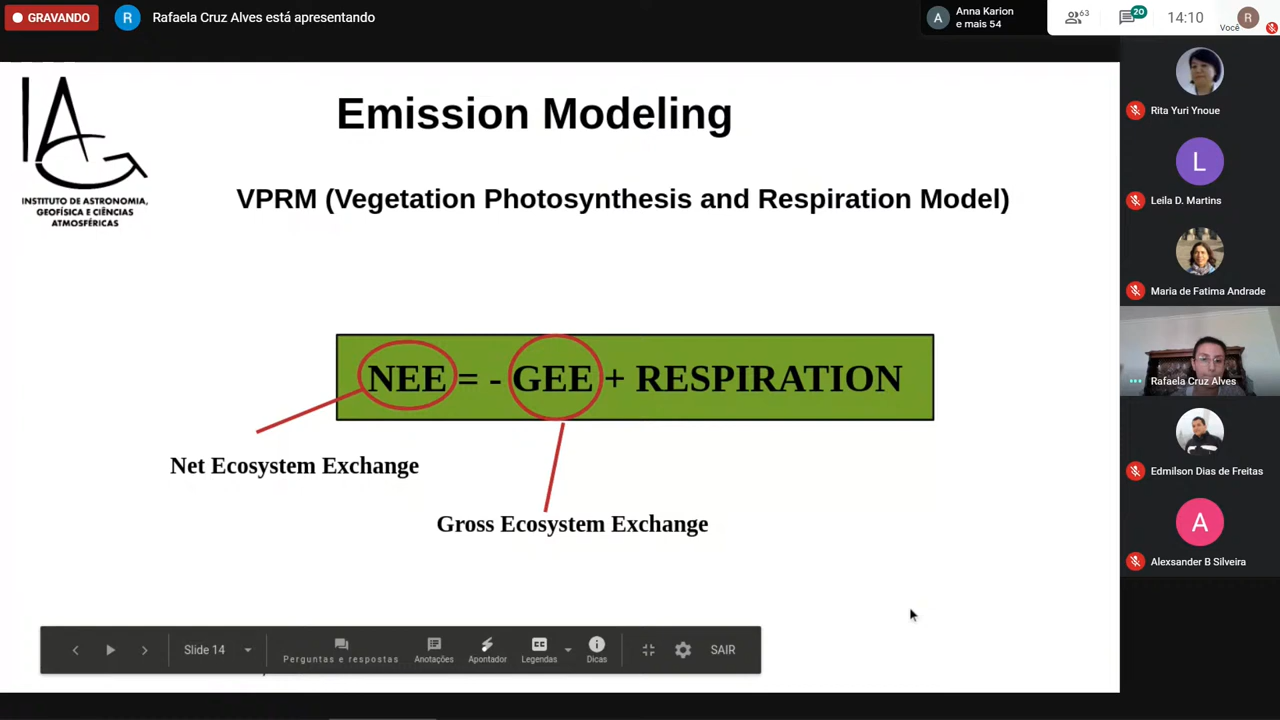 GRAVANDO
R
Rafaela Cruz Alves está apresentando
A
Anna Karion
e mais 54
63
20
14:10
Você
R
IAG
INSTITUTO DE ASTRONOMIA,
GEOFÍSICA E CIÊNCIAS
ATMOSFÉRICAS
Emission Modeling
VPRM (Vegetation Photosynthesis and Respiration Model)
NEE = - GEE + RESPIRATION
Net Ecosystem Exchange
Gross Ecosystem Exchange
Slide 14
Perguntas e respostas
Anotações
Apontador
CC
Legendas
Dicas
SAIR
Rita Yuri Ynoue
L
Leila D. Martins
Maria de Fatima Andrade
Rafaela Cruz Alves
Edmilson Dias de Freitas
A
Alexsander B Silveira